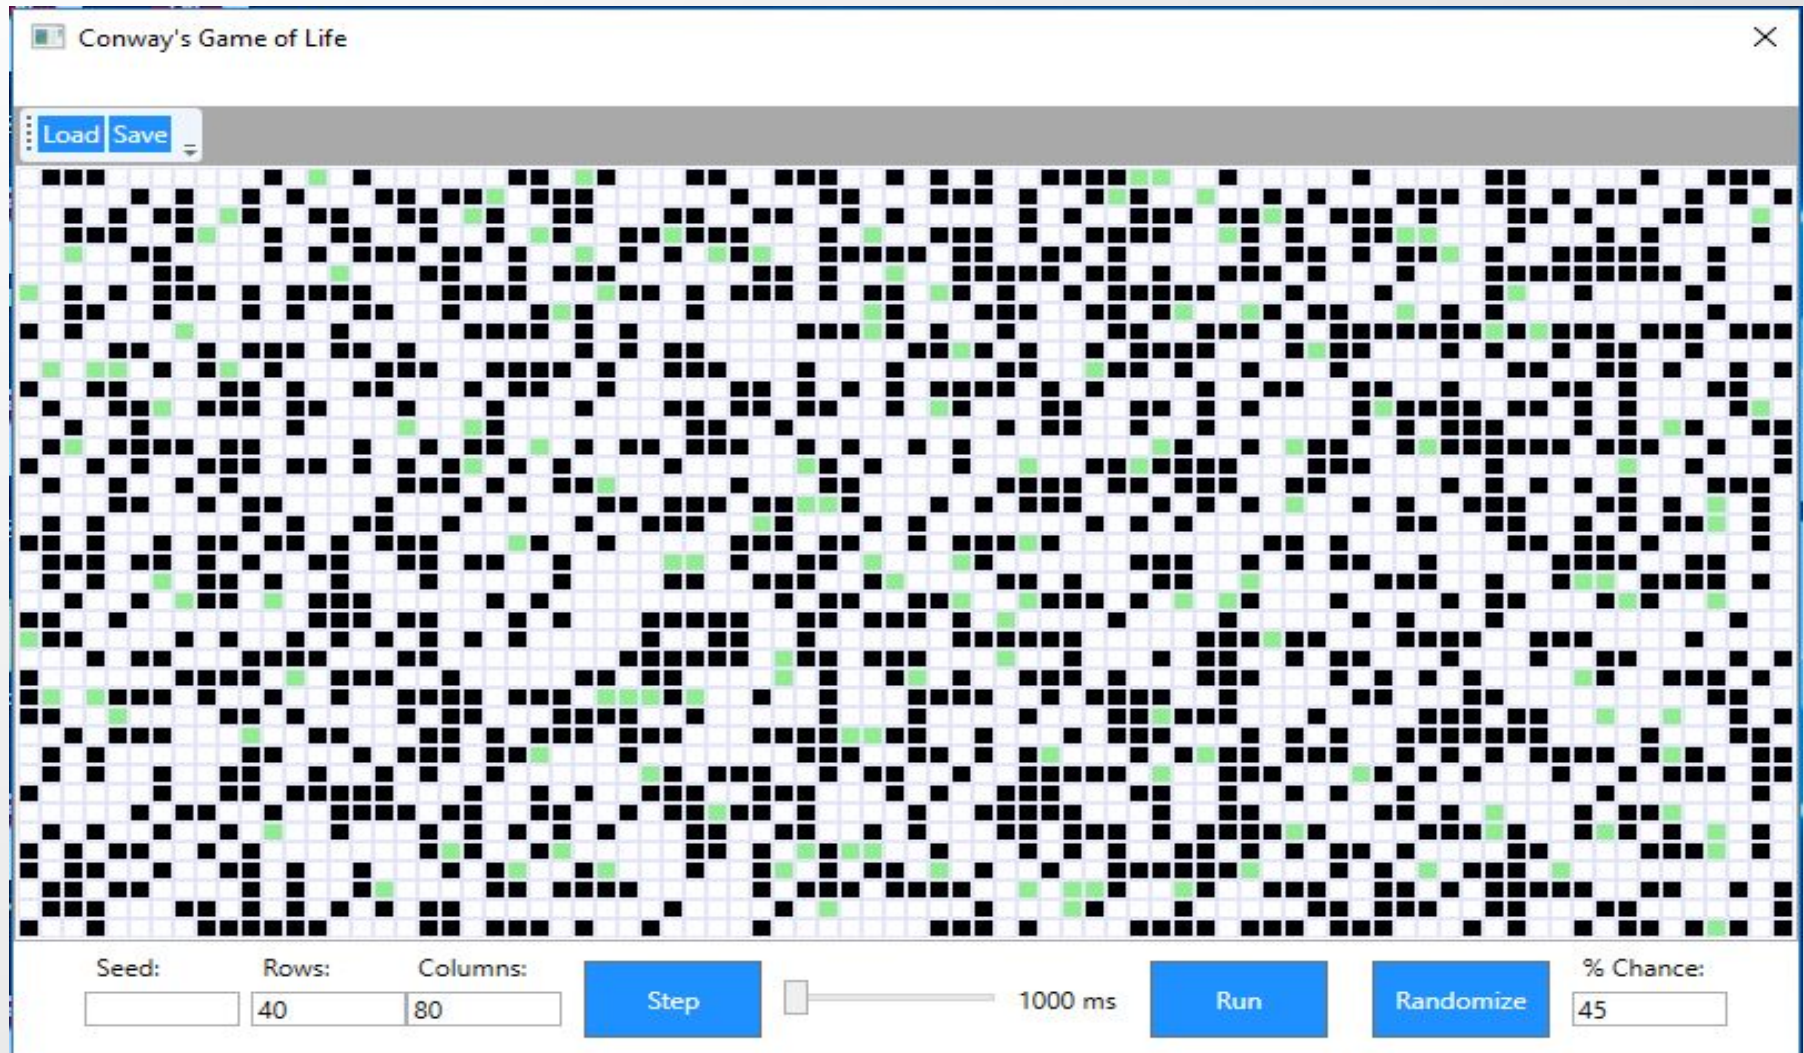 Conway's Game of Life
Load Save
Seed: Rows: Columns: % Chance:
40 80 Step 1000 ms Run Randomize 45